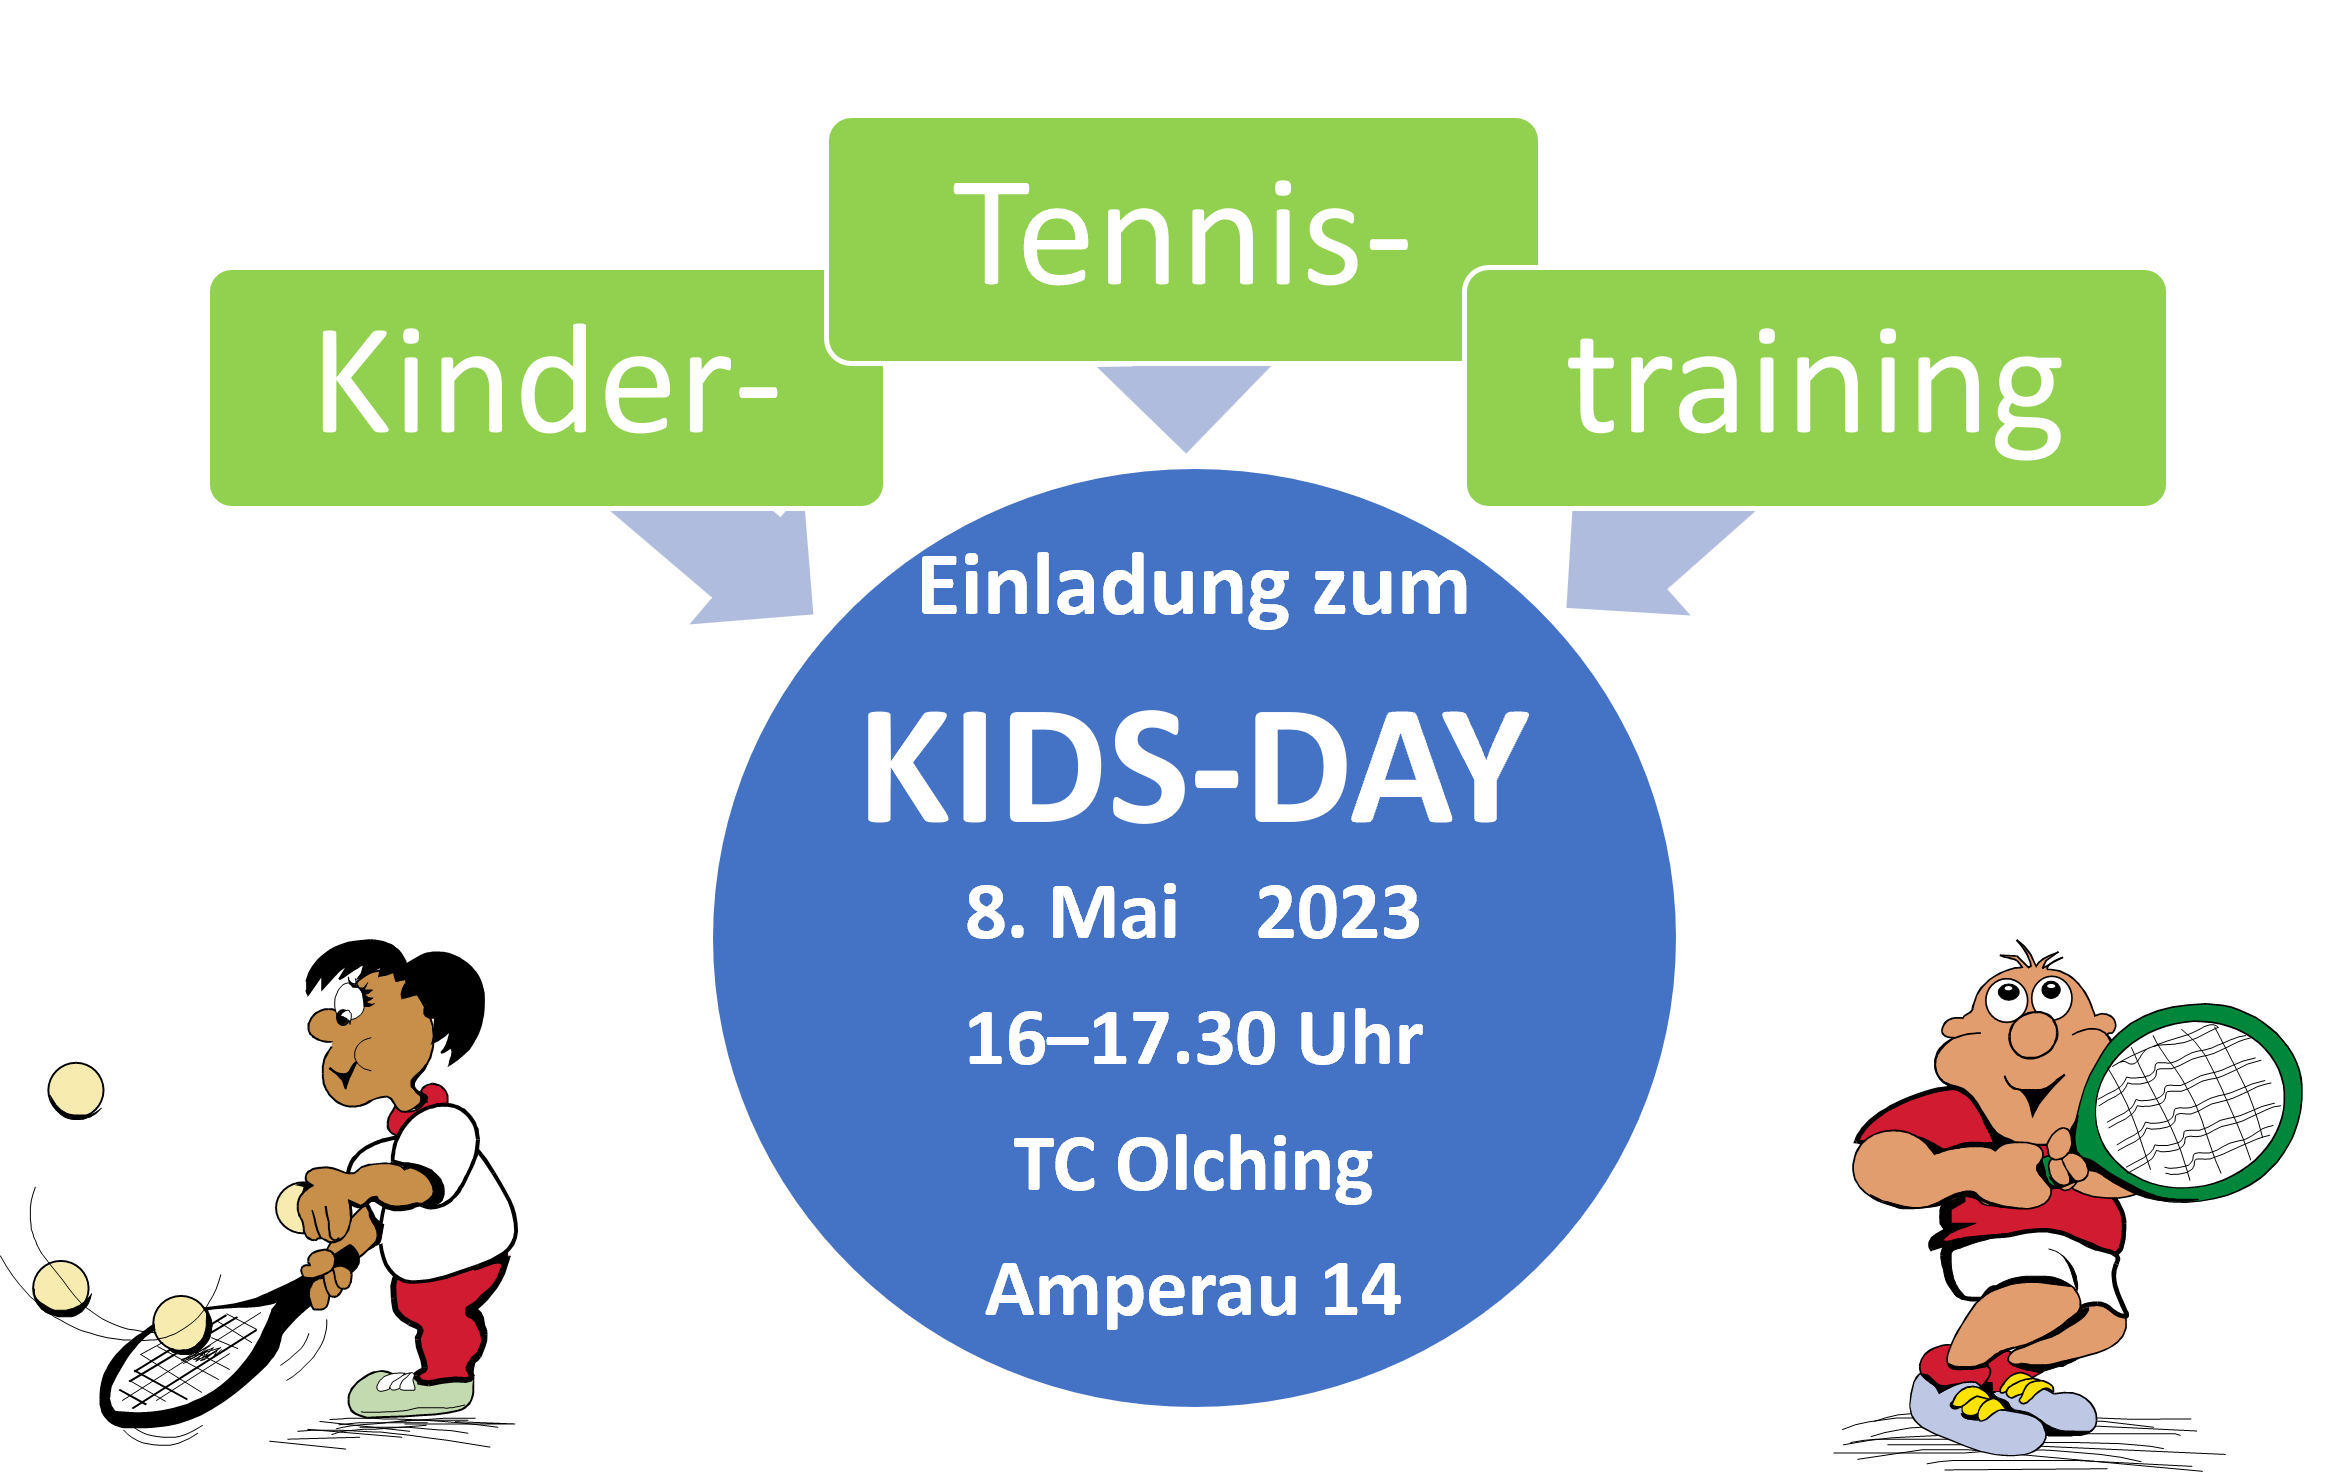 Kinder-
Tennis-
training
Einladung zum
KIDS-DAY
8. Mai 2023
16–17.30 Uhr
TC Olching
Amperau 14